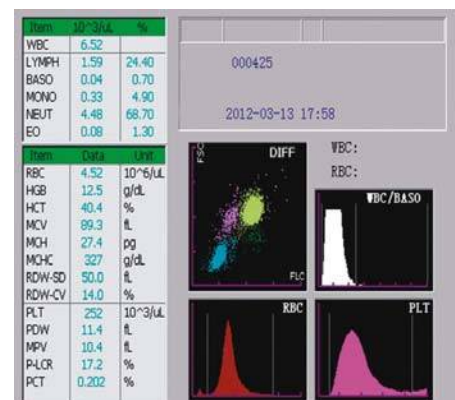 Item 10^3/uL %
WBC 6.52
LYMPH 1.59 24.40
BASO 0.04 0.70
MONO 0.33 4.90
NEUT 4.48 68.70
EO 0.08 1.30
Item Data Unit
RBC 4.52 10^6/uL
HGB 12.5 g/dL
HCT 40.4 %
MCV 89.3 fL
MCH 27.4 pg
MCHC 327 g/dL
RDW-SD 50.0 fL
RDW-CV 14.0 %
PLT 252 10^3/uL
PDW 11.4 fL
MPV 10.4 fL
P-LCR 17.2 %
PCT 0.202 %
000425
2012-03-13 17:58
DIFF
FSC
FLC
WBC:
RBC:
WBC/BASO
RBC
PLT